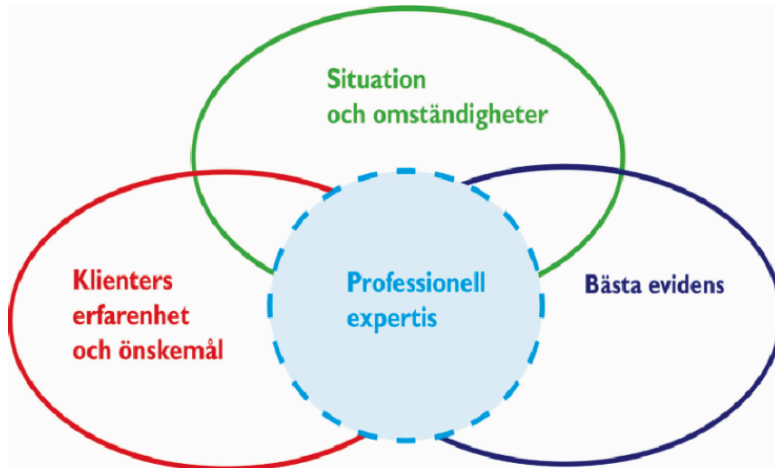 Situation
och omständigheter
Klienters
erfarenhet
och önskemål
Professionell
expertis
Bästa evidens